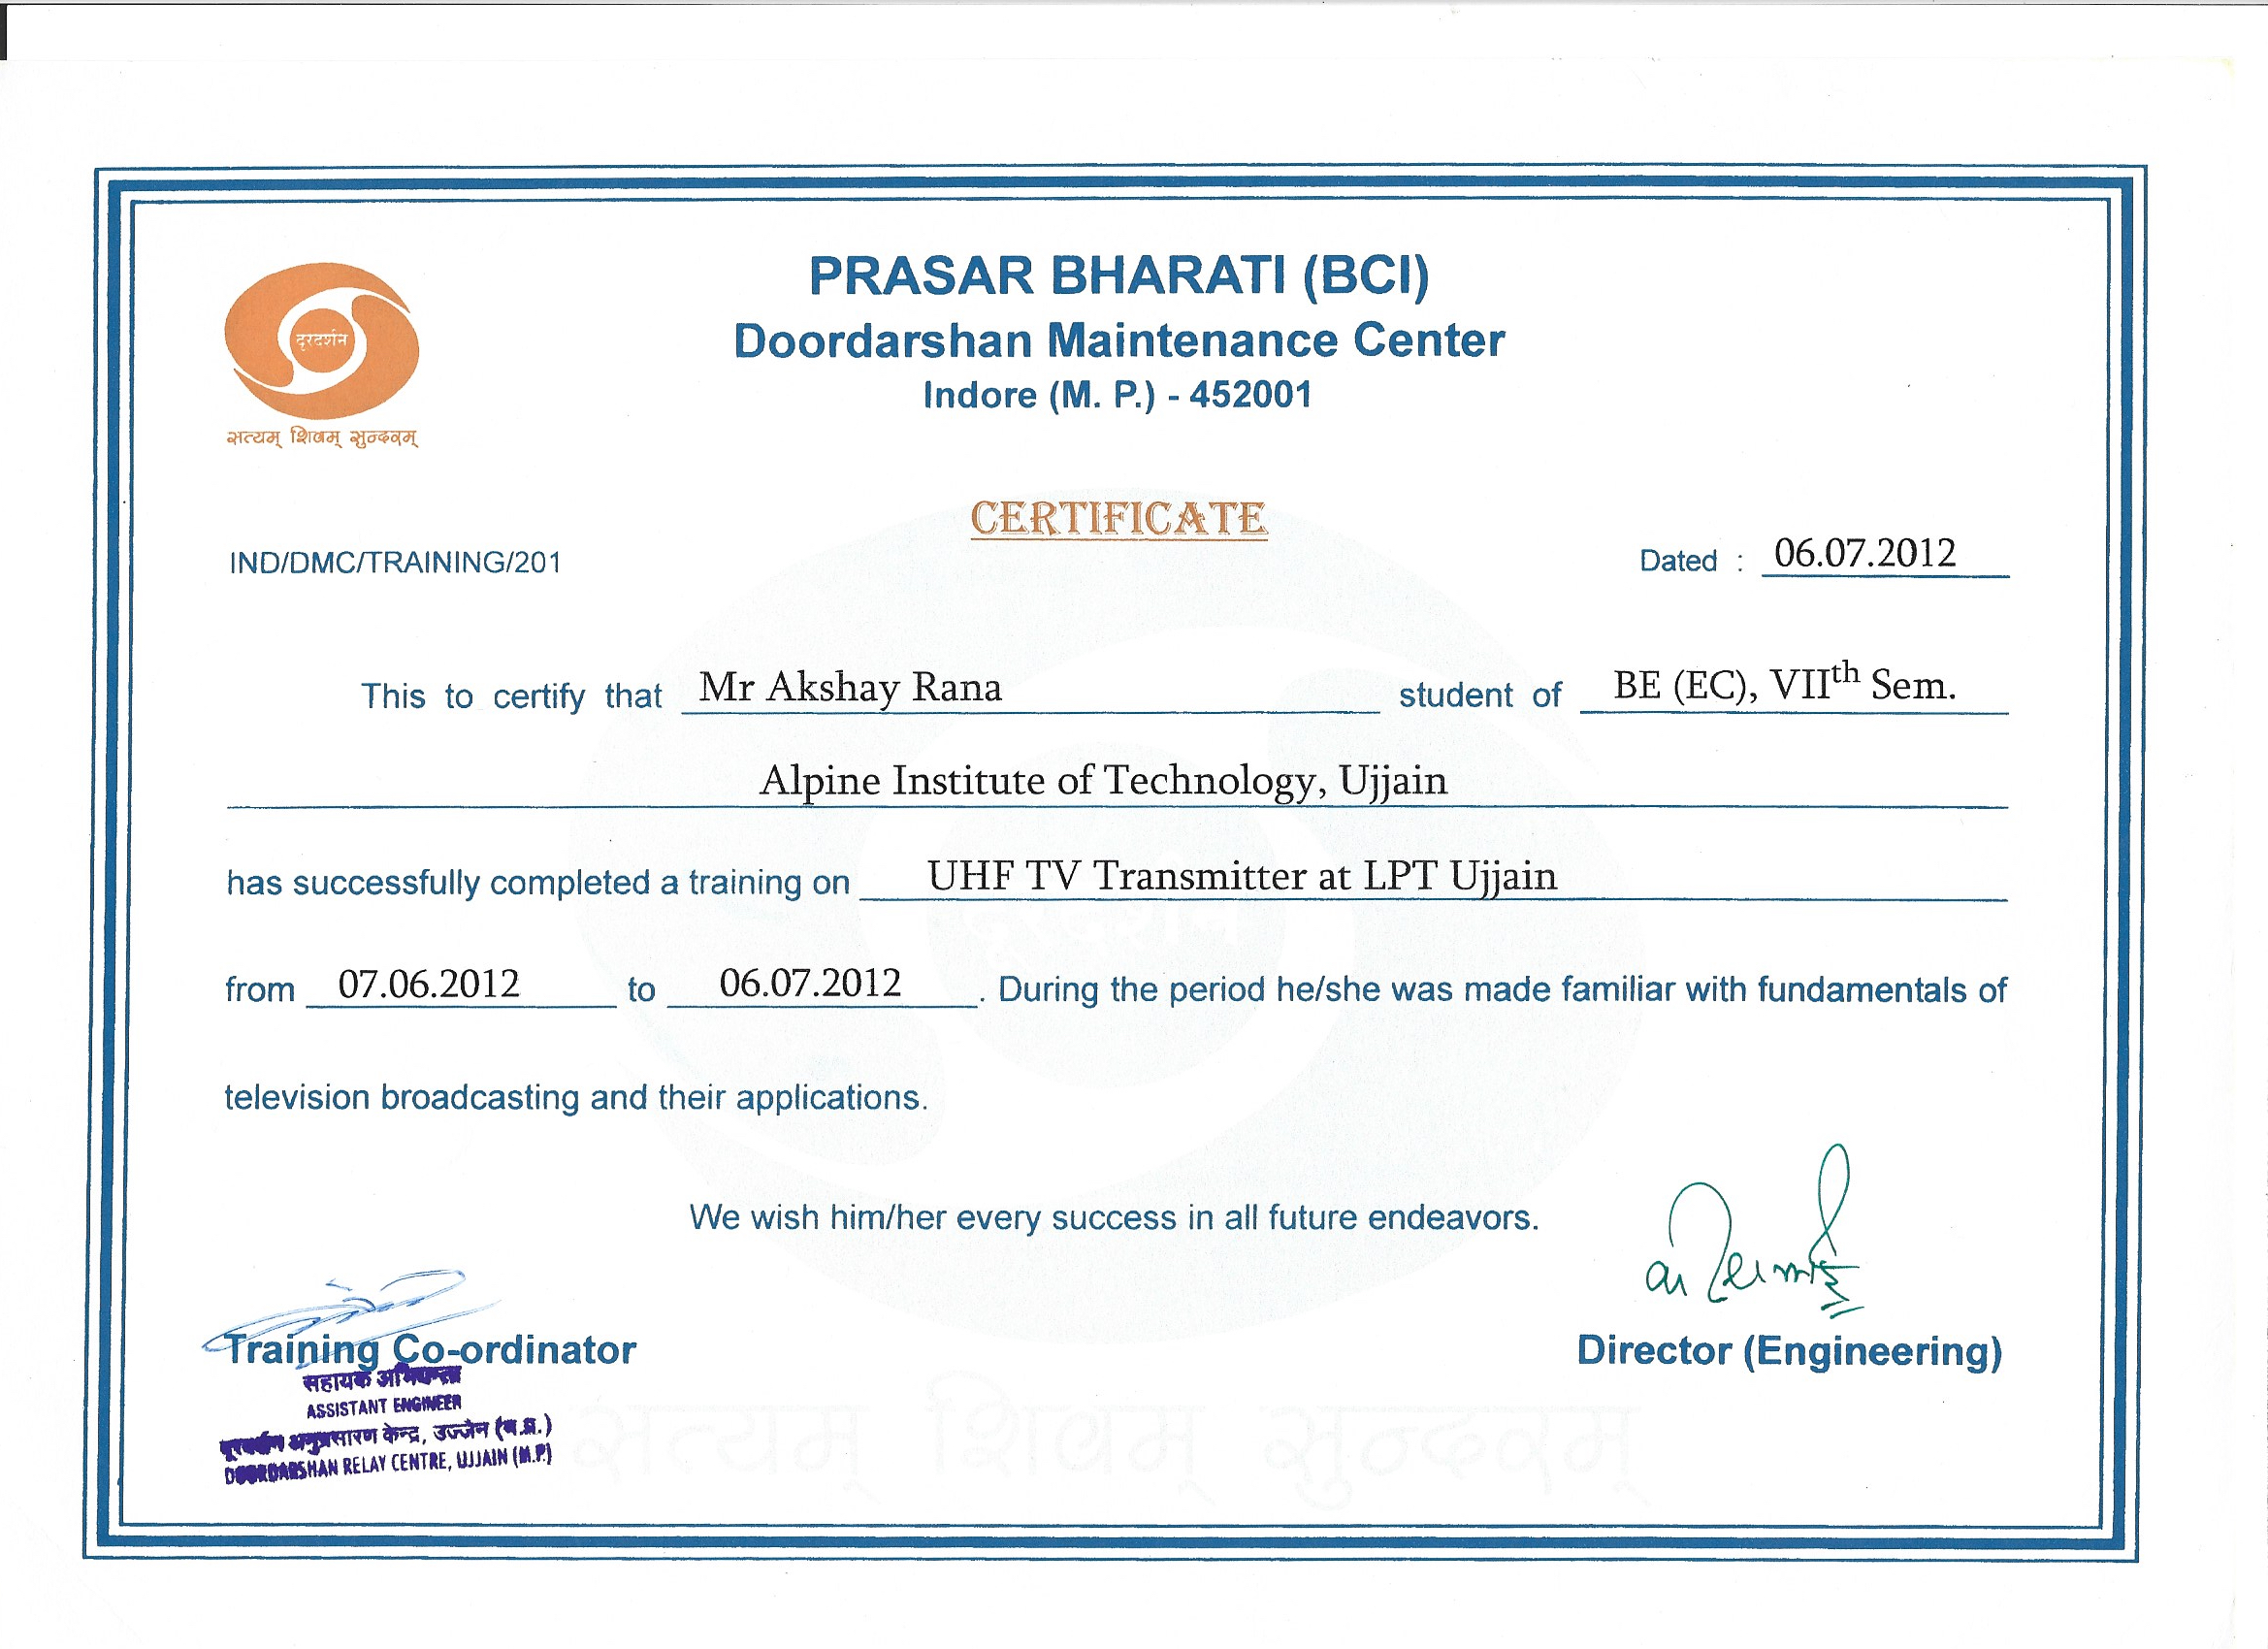 दूरदर्शन
सत्यम् शिवम् सुन्दरम्
PRASAR BHARATI (BCI)
Doordarshan Maintenance Center
Indore (M. P.) - 452001
CERTIFICATE
IND/DMC/TRAINING/201
Dated : 06.07.2012
This to certify that Mr Akshay Rana student of BE (EC), VIIth Sem.
Alpine Institute of Technology, Ujjain
has successfully completed a training on UHF TV Transmitter at LPT Ujjain
from 07.06.2012 to 06.07.2012. During the period he/she was made familiar with fundamentals of
television broadcasting and their applications.
We wish him/her every success in all future endeavors.
Training Co-ordinator
सहायक अभियन्ता
ASSISTANT ENGINEER
दूरदर्शन अनुप्रसारण केन्द्र, उज्जैन (म.प्र.)
DOORDARSHAN RELAY CENTRE, UJJAIN (M.P.)
Director (Engineering)
दूरदर्शन
सत्यम् शिवम् सुन्दरम्